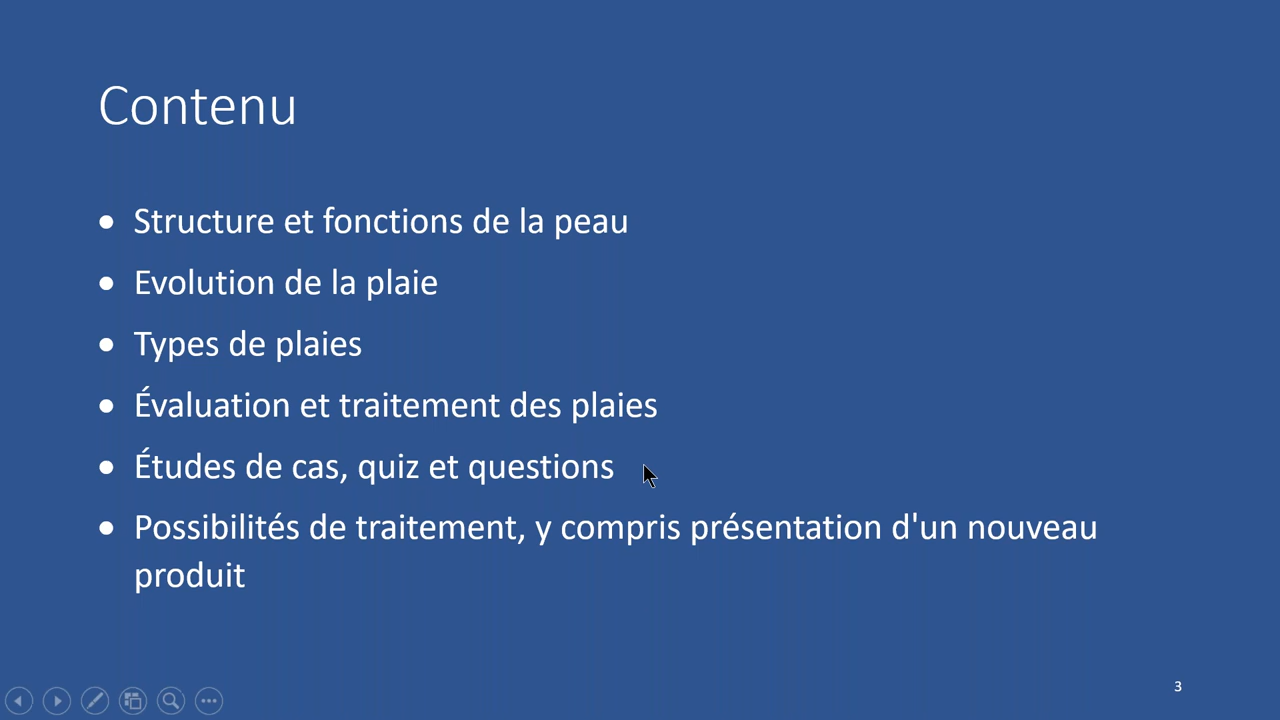 Contenu
• Structure et fonctions de la peau
• Evolution de la plaie
• Types de plaies
• Évaluation et traitement des plaies
• Études de cas, quiz et questions
• Possibilités de traitement, y compris présentation d'un nouveau
produit
3